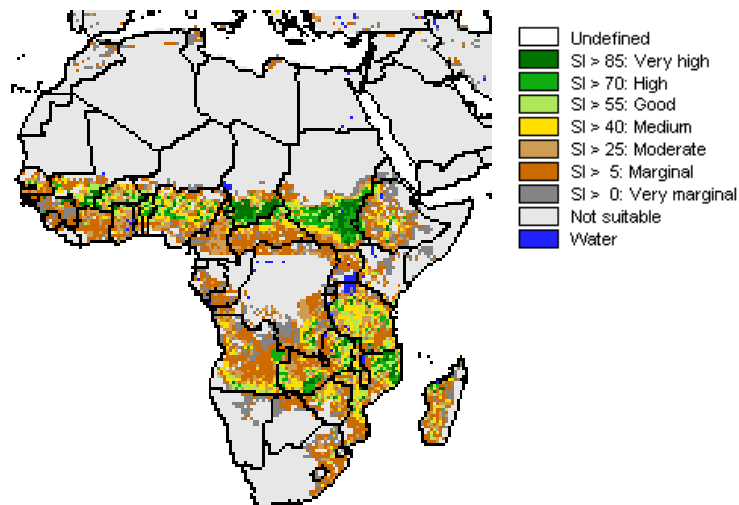 Undefined
SI > 85: Very high
SI > 70: High
SI > 55: Good
SI > 40: Medium
SI > 25: Moderate
SI > 5: Marginal
SI > 0: Very marginal
Not suitable
Water